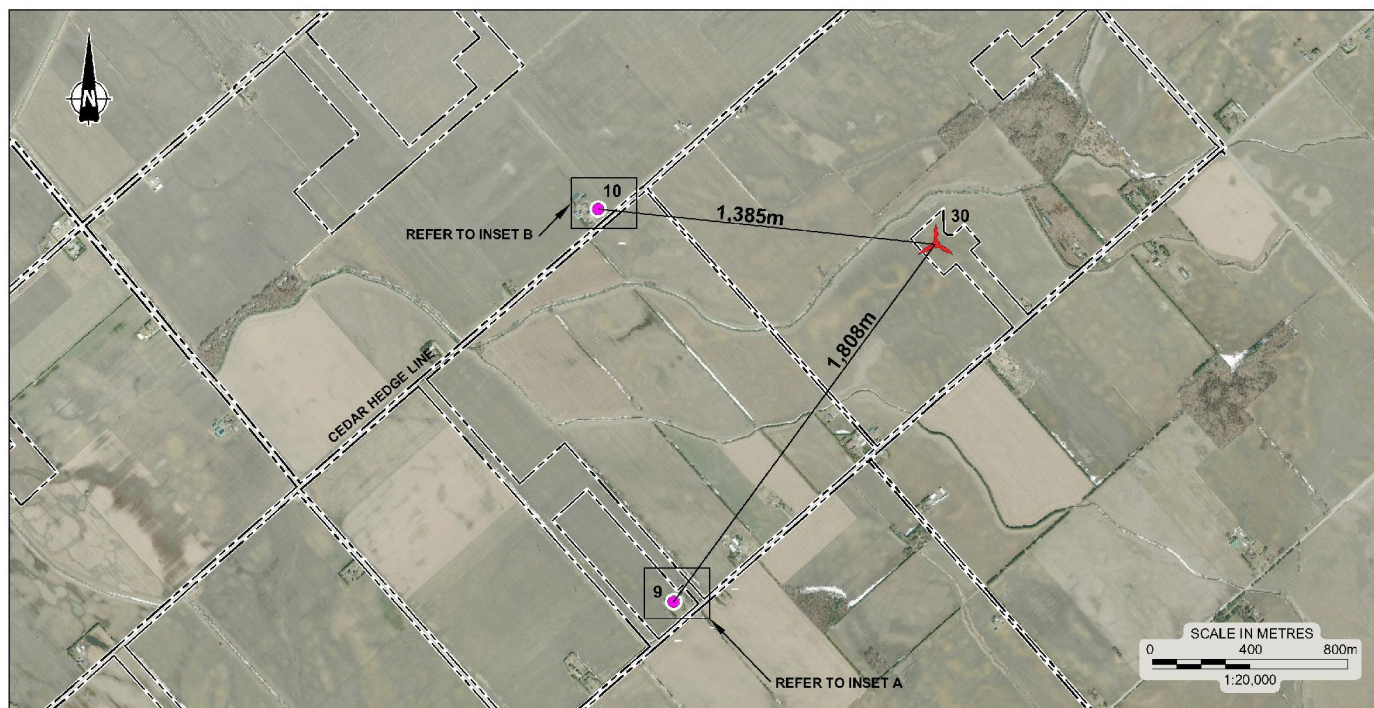 N
10
1,385m
30
REFER TO INSET B
1,808m
CEDAR HEDGE LINE
9
SCALE IN METRES
0 400 800m
1:20,000
REFER TO INSET A